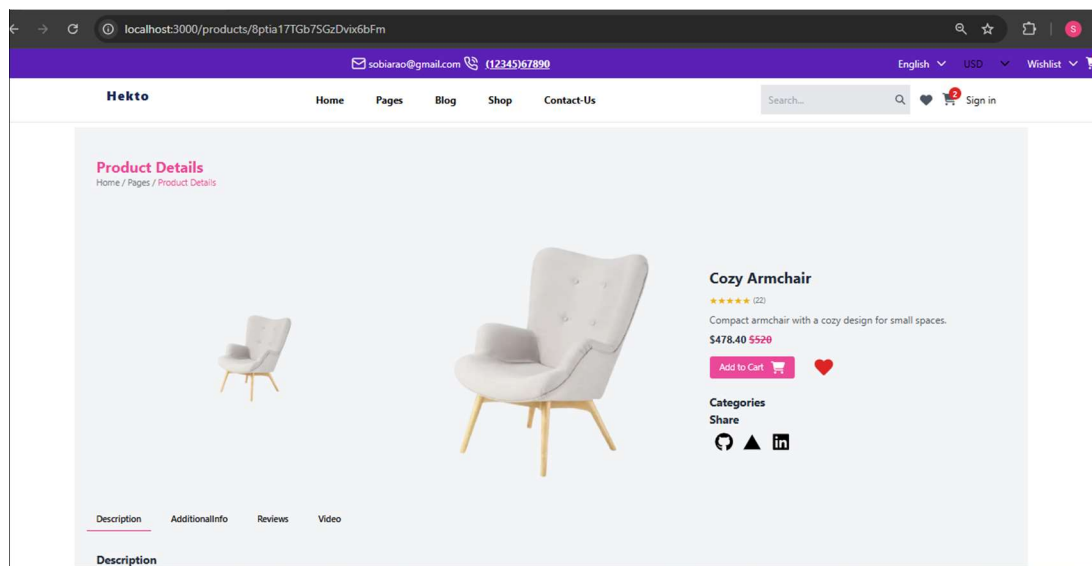 localhost:3000/products/8ptia17TGb7SGzDvix6bFm
S
sobiarao@gmail.com (12345)67890 English USD Wishlist
Hekto Home Pages Blog Shop Contact-Us Search... 2 Sign in
Product Details
Home / Pages / Product Details
Cozy Armchair
★★★★★ (22)
Compact armchair with a cozy design for small spaces.
$478.40 $520
Add to Cart
Categories
Share
in
Description AdditionalInfo Reviews Video
Description